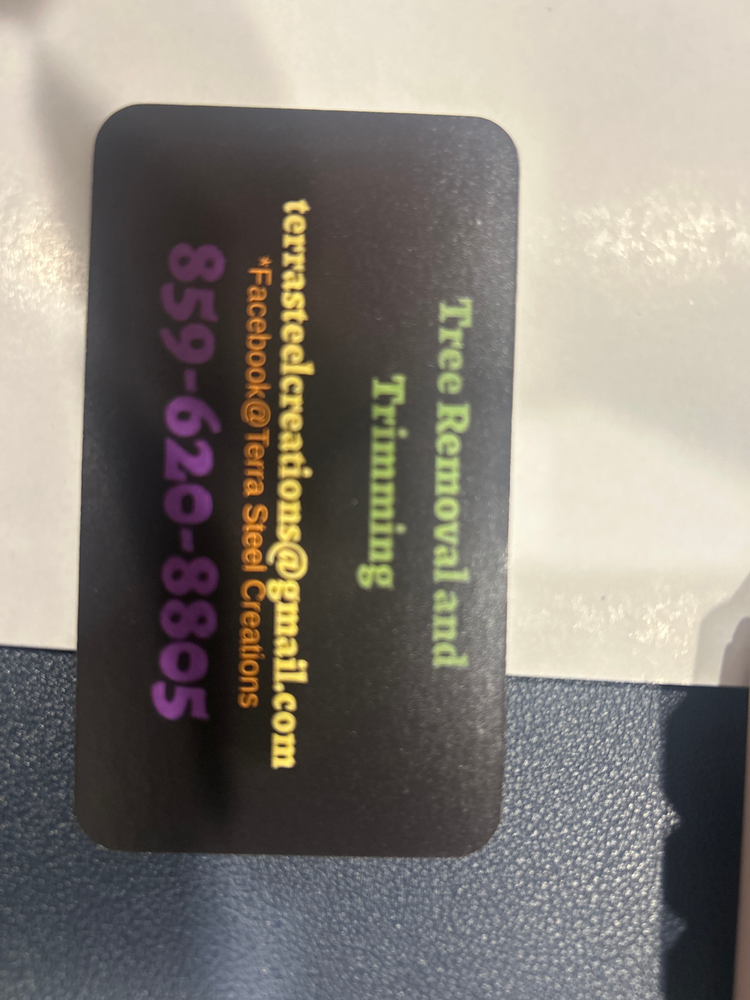 Tree Removal and
Trimming
terrasteelcreations@gmail.com
*Facebook@Terra Steel Creations
859-620-8805